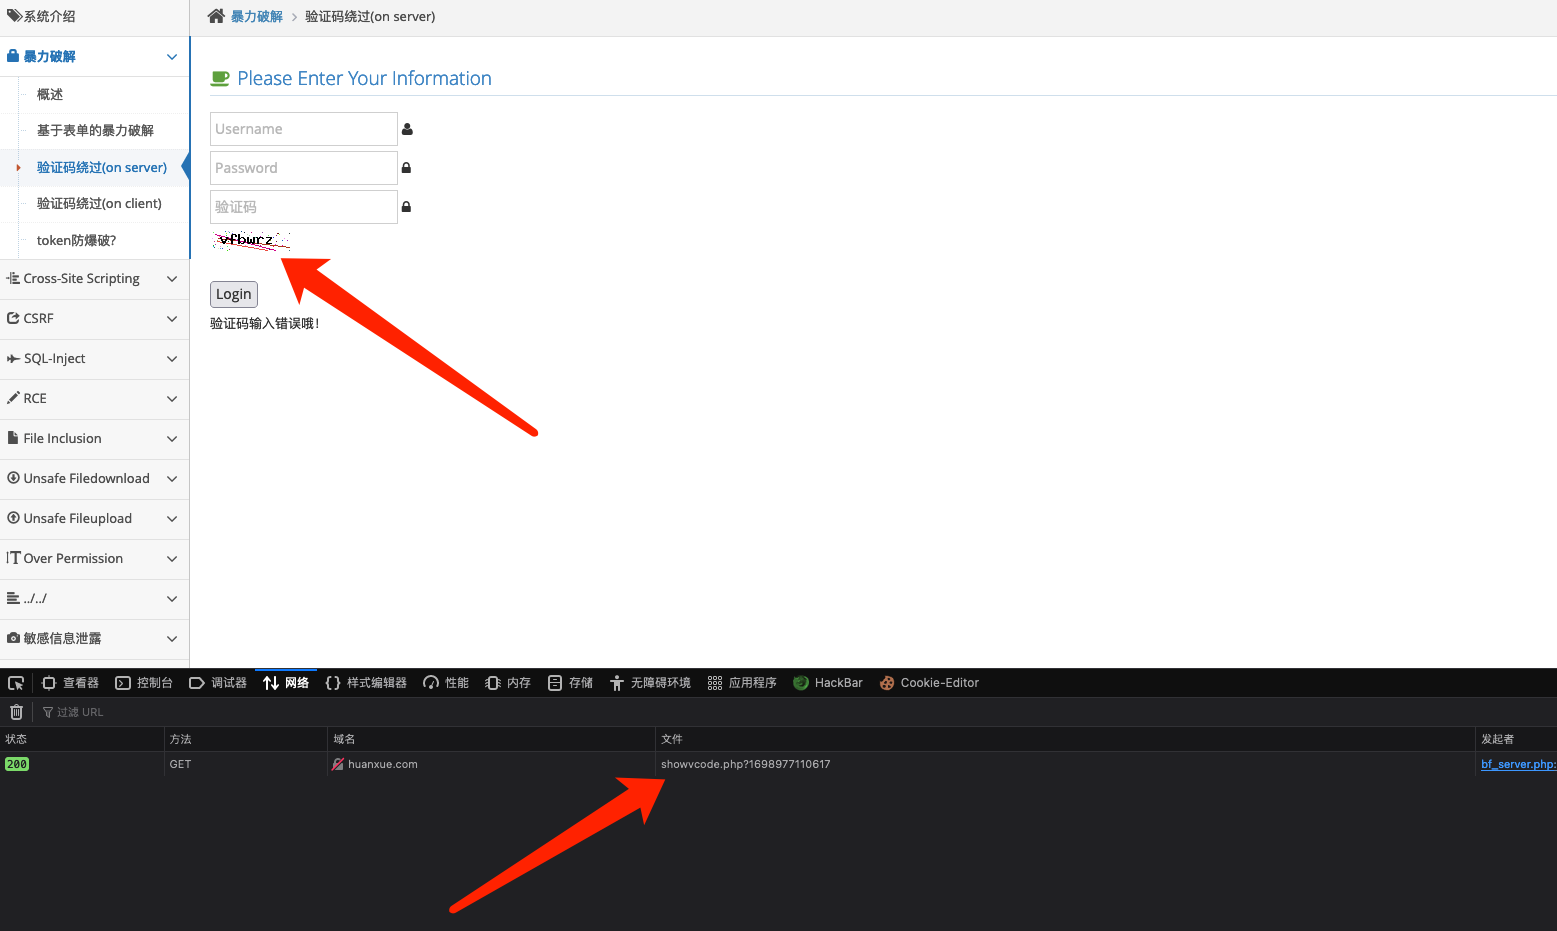 系统介绍
暴力破解
概述
基于表单的暴力破解
验证码绕过(on server)
验证码绕过(on client)
token防爆破?
Cross-Site Scripting
CSRF
SQL-Inject
RCE
File Inclusion
Unsafe Filedownload
Unsafe Fileupload
Over Permission
../../
敏感信息泄露
暴力破解 > 验证码绕过(on server)
Please Enter Your Information
Username
Password
验证码
vfbwrz
Login
验证码输入错误哦!
查看器 控制台 调试器 网络 样式编辑器 性能 内存 存储 无障碍环境 应用程序 HackBar Cookie-Editor
过滤 URL
状态 方法 域名 文件 发起者
200 GET huanxue.com showvcode.php?1698977110617 bf_server.php: